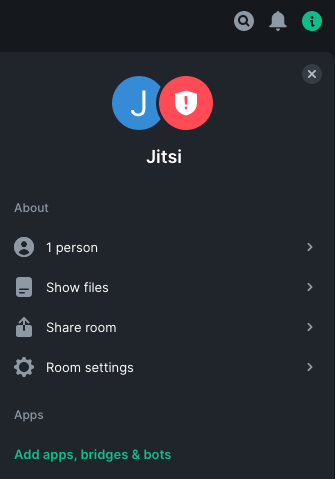 J
Jitsi
About
1 person
Show files
Share room
Room settings
Apps
Add apps, bridges & bots